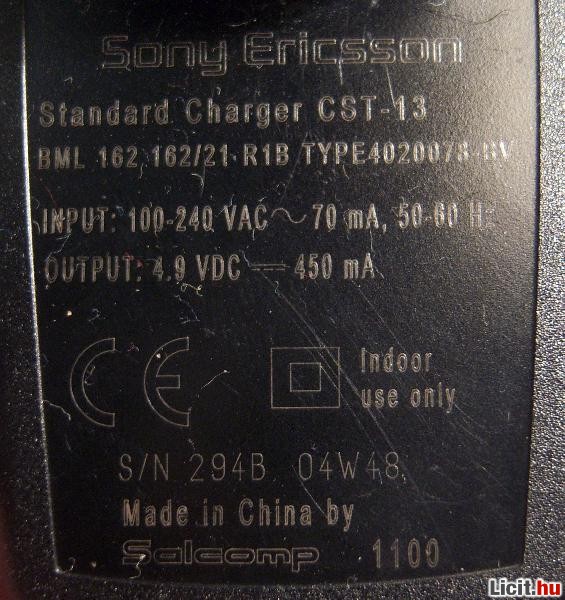 Sony Ericsson
Standard Charger CST-13
BML 162 162/21 R1B TYPE4020078-BV
INPUT: 100-240 VAC ~ 70 mA, 50-60 Hz
OUTPUT: 4.9 VDC ⎓ 450 mA
CE
Indoor
use only
S/N 294B 04W48
Made in China by
Salcomp 1100
Licit.hu